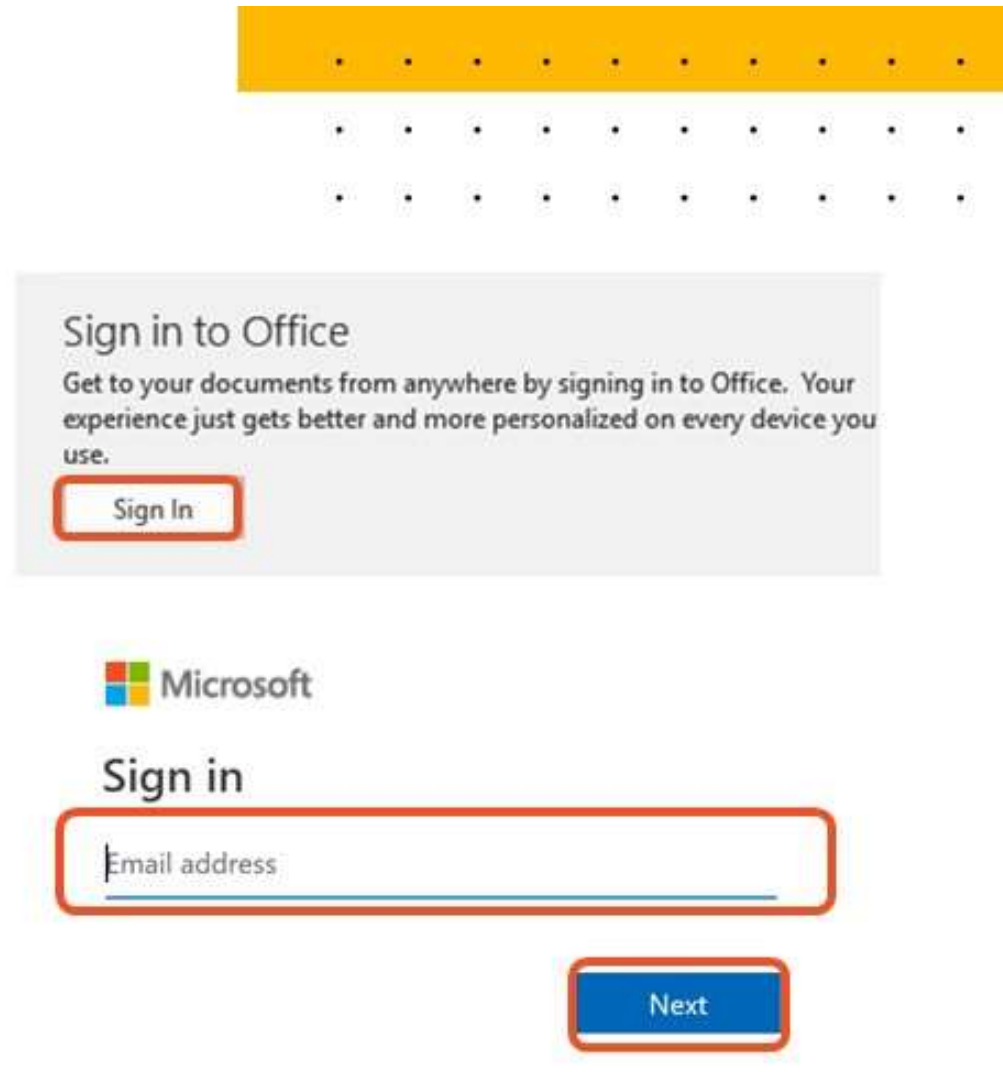 Sign in to Office
Get to your documents from anywhere by signing in to Office. Your
experience just gets better and more personalized on every device you
use.
Sign In
Microsoft
Sign in
Email address
Next